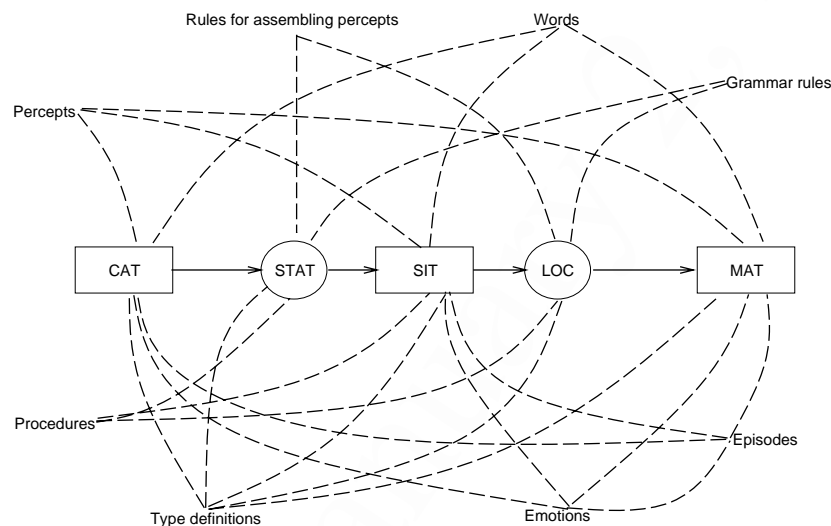 Rules for assembling percepts
Words
Grammar rules
Percepts
CAT
STAT
SIT
LOC
MAT
Procedures
Episodes
Type definitions
Emotions